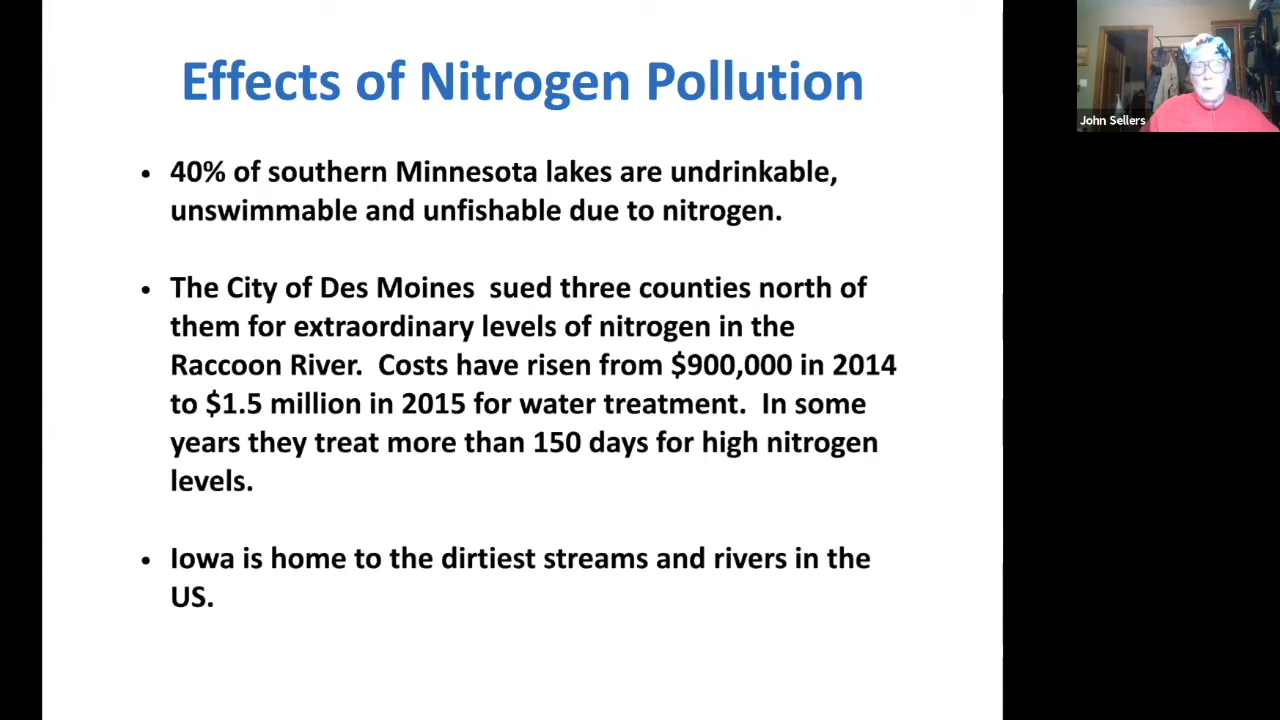 Effects of Nitrogen Pollution
John Sellers
• 40% of southern Minnesota lakes are undrinkable,
unswimmable and unfishable due to nitrogen.
• The City of Des Moines  sued three counties north of
them for extraordinary levels of nitrogen in the
Raccoon River.  Costs have risen from $900,000 in 2014
to $1.5 million in 2015 for water treatment.  In some
years they treat more than 150 days for high nitrogen
levels.
• Iowa is home to the dirtiest streams and rivers in the
US.